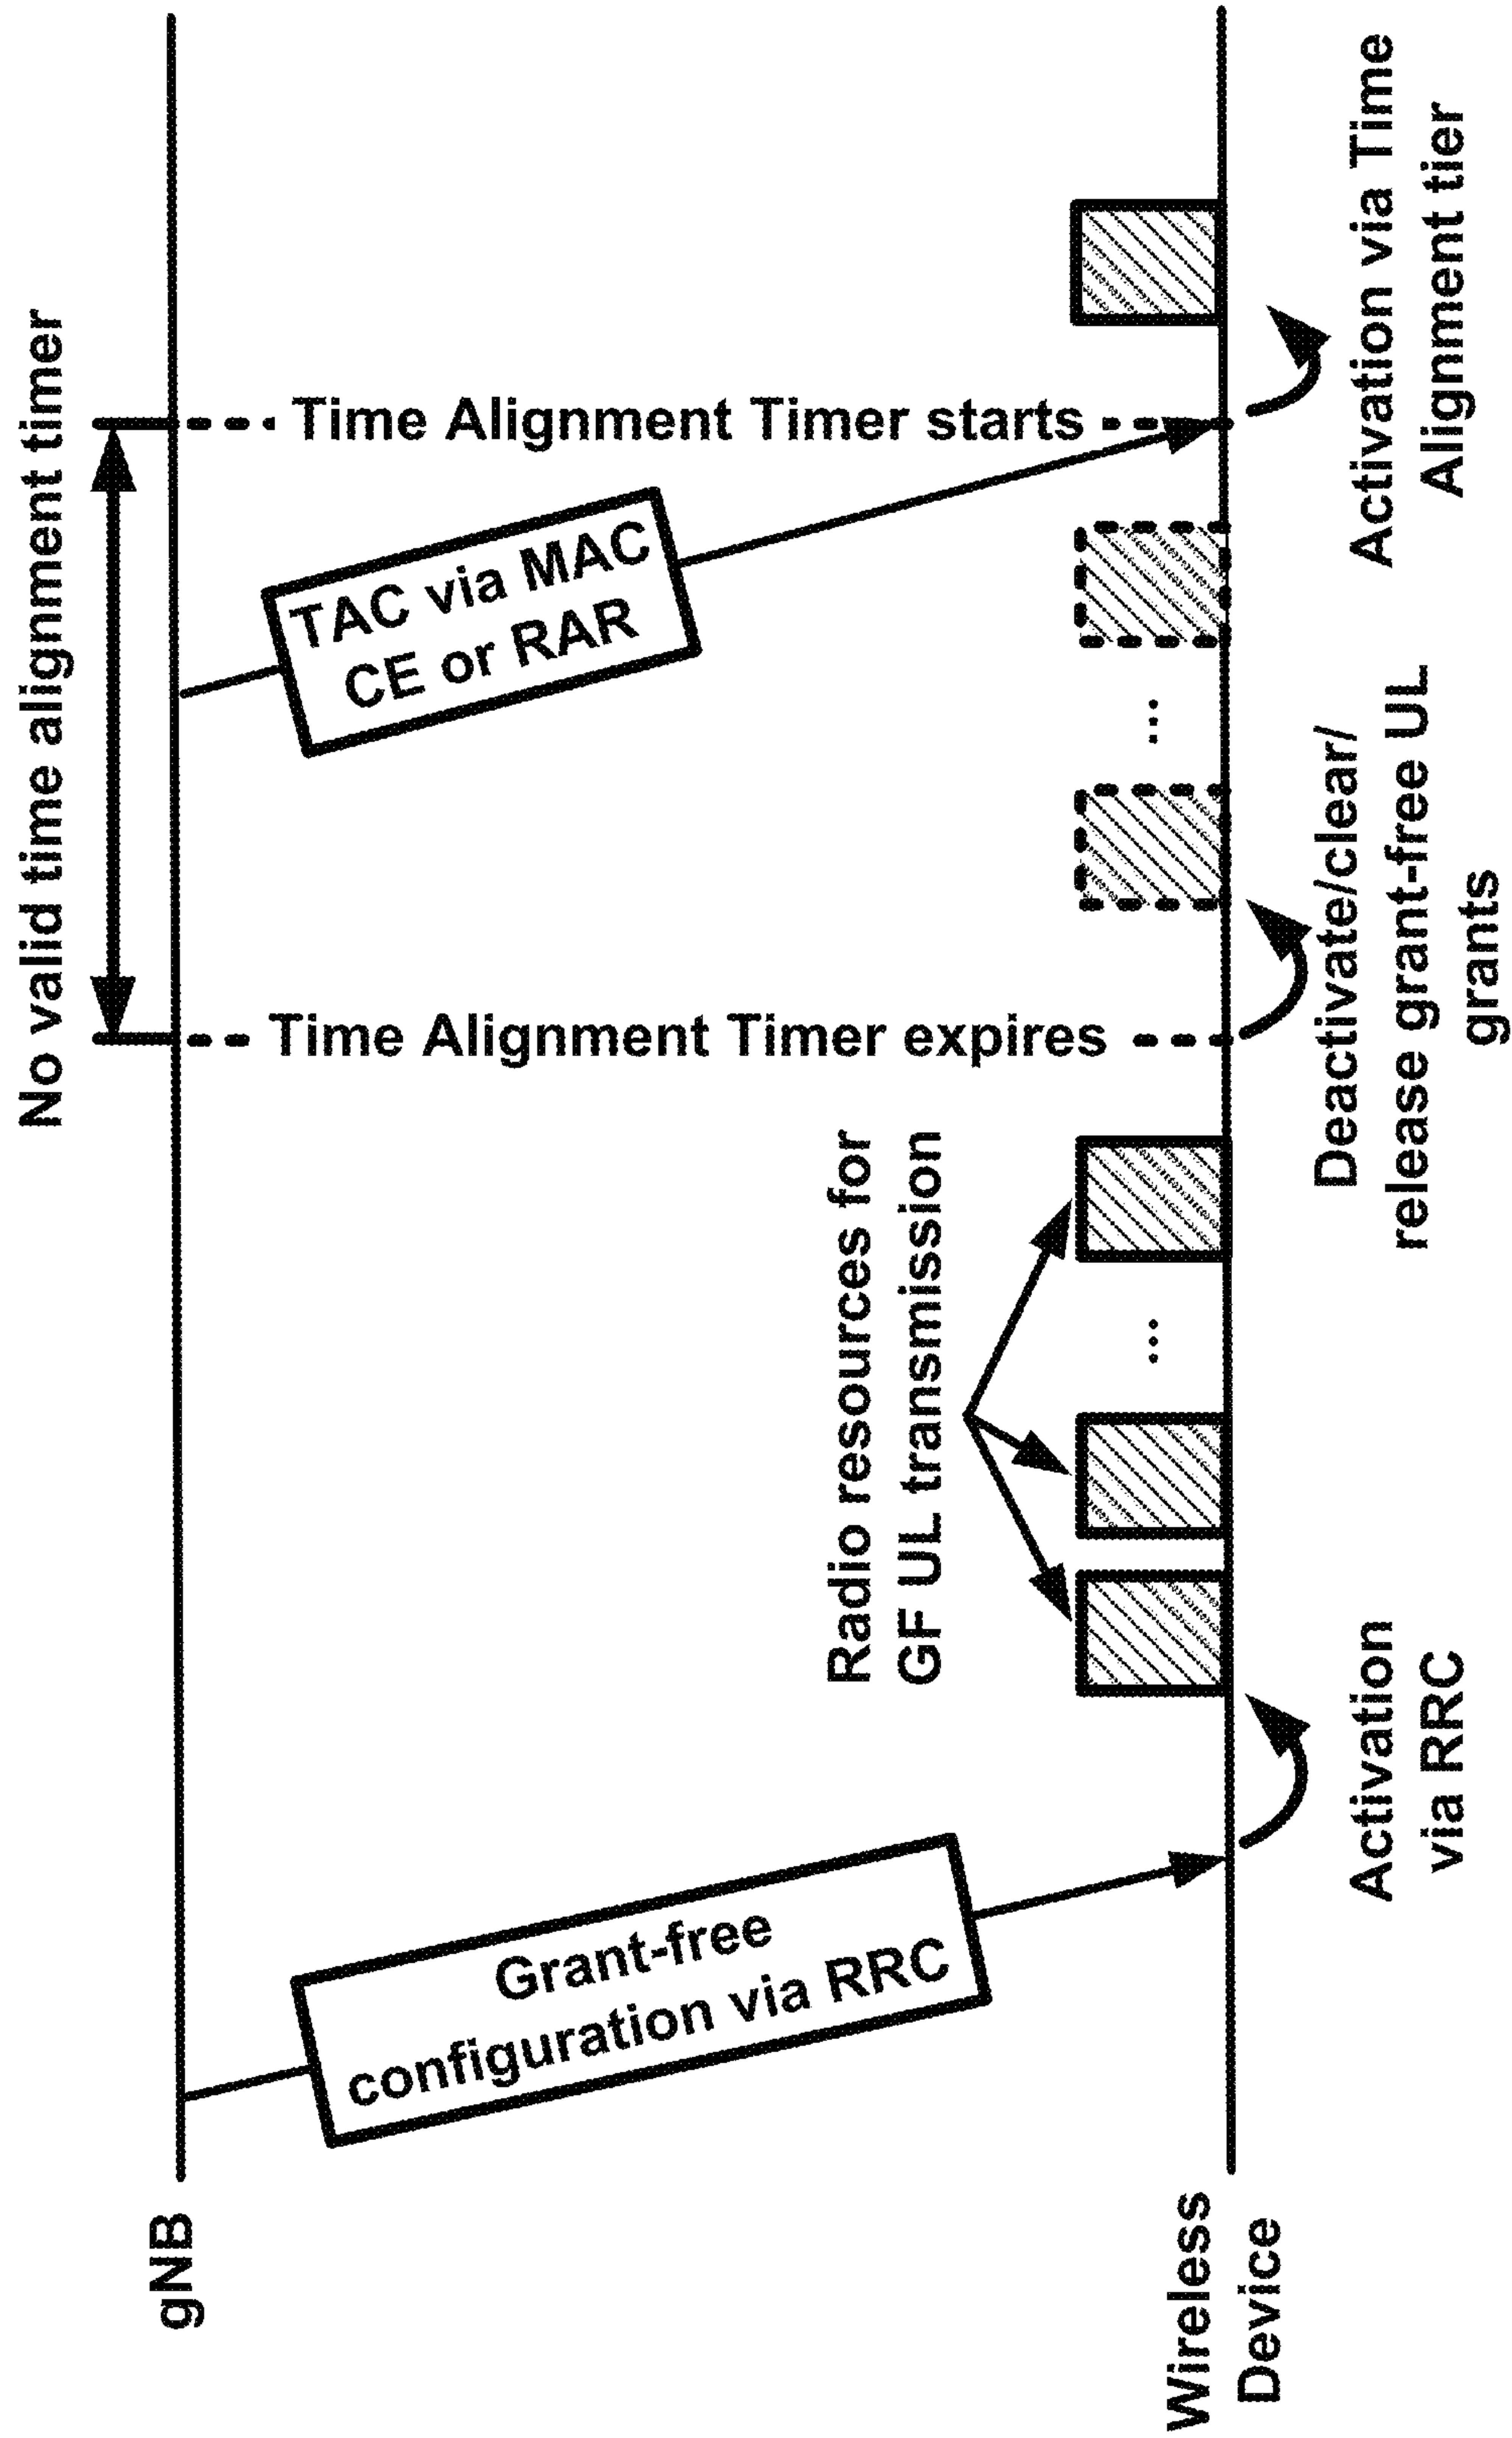 No valid time alignment timer
gNB
Grant-free
configuration via RRC
Time Alignment Timer expires
TAC via MAC
CE or RAR
Time Alignment Timer starts
Radio resources for
GF UL transmission
...
...
Wireless
Device
Activation
via RRC
Deactivate/clear/
release grant-free UL
grants
Activation via Time
Alignment tier